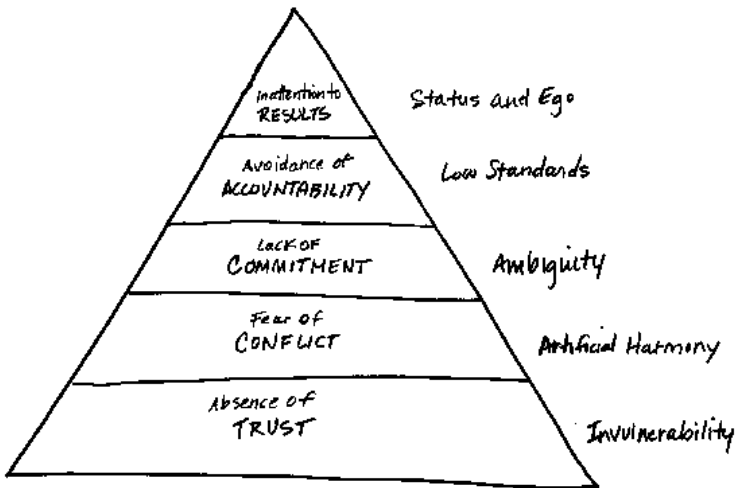 Inattention to
RESULTS
Status and Ego
Avoidance of
ACCOUNTABILITY
Low Standards
Lack of
COMMITMENT
Ambiguity
Fear of
CONFLICT
Artificial Harmony
Absence of
TRUST
Invulnerability